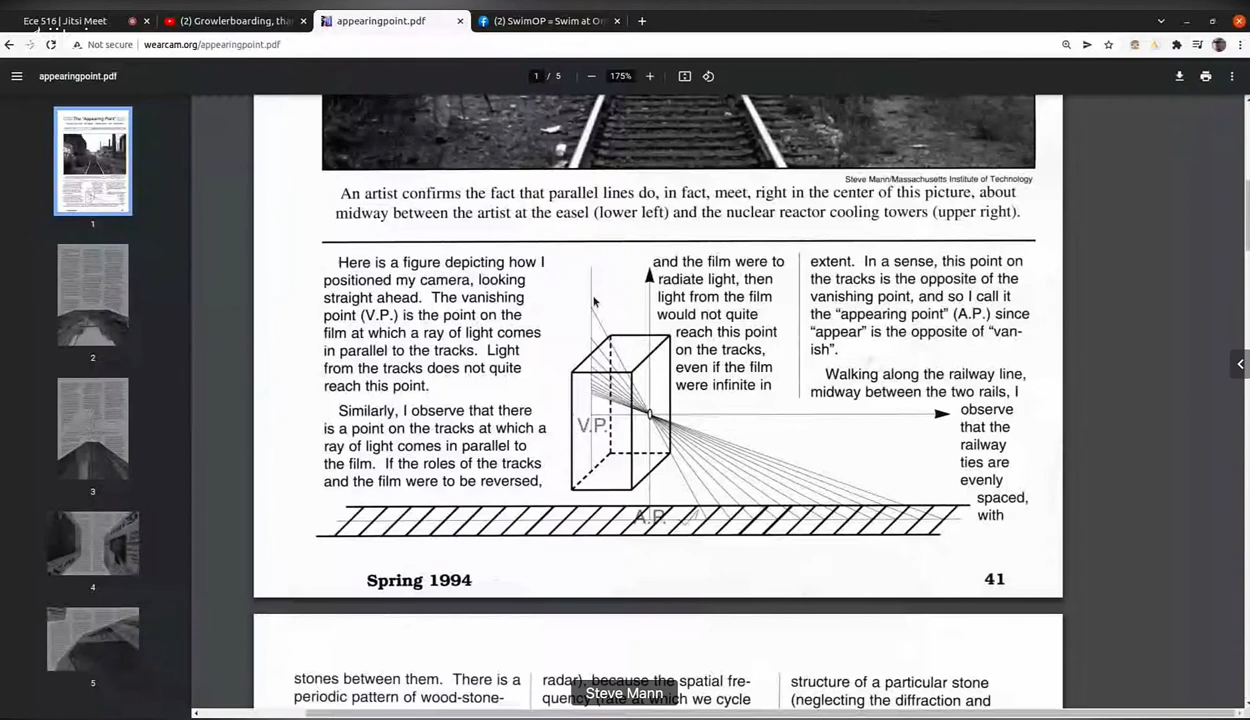 Ece 516 | Jitsi Meet
(2) Growlerboarding, tha
appearingpoint.pdf
(2) SwimOP = Swim at On
Not secure
wearcam.org/appearingpoint.pdf
appearingpoint.pdf
1 / 5
175%
1
2
3
4
5
Steve Mann/Massachusetts Institute of Technology
An artist confirms the fact that parallel lines do, in fact, meet, right in the center of this picture, about
midway between the artist at the easel (lower left) and the nuclear reactor cooling towers (upper right).
Here is a figure depicting how I
positioned my camera, looking
straight ahead. The vanishing
point (V.P.) is the point on the
film at which a ray of light comes
in parallel to the tracks. Light
from the tracks does not quite
reach this point.
Similarly, I observe that there
is a point on the tracks at which a
ray of light comes in parallel to
the film. If the roles of the tracks
and the film were to be reversed,
and the film were to
radiate light, then
light from the film
would not quite
reach this point
on the tracks,
even if the film
were infinite in
extent. In a sense, this point on
the tracks is the opposite of the
vanishing point, and so I call it
the "appearing point" (A.P.) since
"appear" is the opposite of "van-
ish".
Walking along the railway line,
midway between the two rails, I
observe
that the
railway
ties are
evenly
spaced,
with
V.P.
A.P.
Spring 1994
41
stones between them. There is a
periodic pattern of wood-stone-
radar), because the spatial fre-
quency (rate at which we cycle
structure of a particular stone
(neglecting the diffraction and
Steve Mann